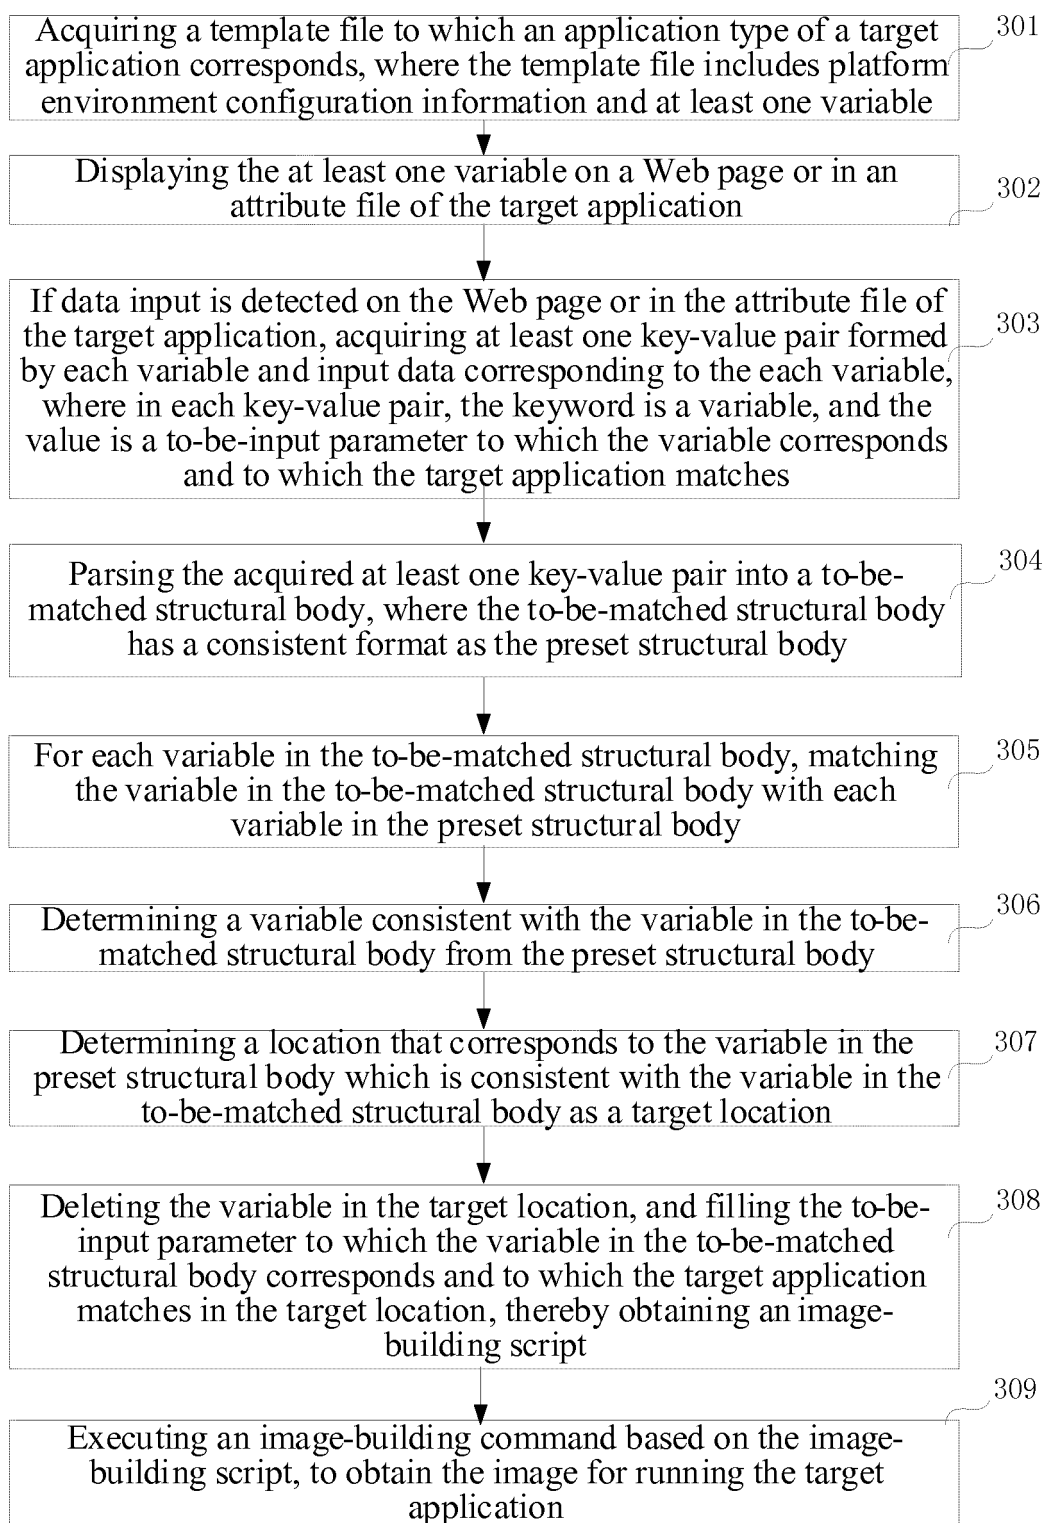 Acquiring a template file to which an application type of a target
application corresponds, where the template file includes platform
environment configuration information and at least one variable
301
Displaying the at least one variable on a Web page or in an
attribute file of the target application
302
If data input is detected on the Web page or in the attribute file of
the target application, acquiring at least one key-value pair formed
by each variable and input data corresponding to the each variable,
where in each key-value pair, the keyword is a variable, and the
value is a to-be-input parameter to which the variable corresponds
and to which the target application matches
303
Parsing the acquired at least one key-value pair into a to-be-
matched structural body, where the to-be-matched structural body
has a consistent format as the preset structural body
304
For each variable in the to-be-matched structural body, matching
the variable in the to-be-matched structural body with each
variable in the preset structural body
305
Determining a variable consistent with the variable in the to-be-
matched structural body from the preset structural body
306
Determining a location that corresponds to the variable in the
preset structural body which is consistent with the variable in the
to-be-matched structural body as a target location
307
Deleting the variable in the target location, and filling the to-be-
input parameter to which the variable in the to-be-matched
structural body corresponds and to which the target application
matches in the target location, thereby obtaining an image-
building script
308
Executing an image-building command based on the image-
building script, to obtain the image for running the target
application
309